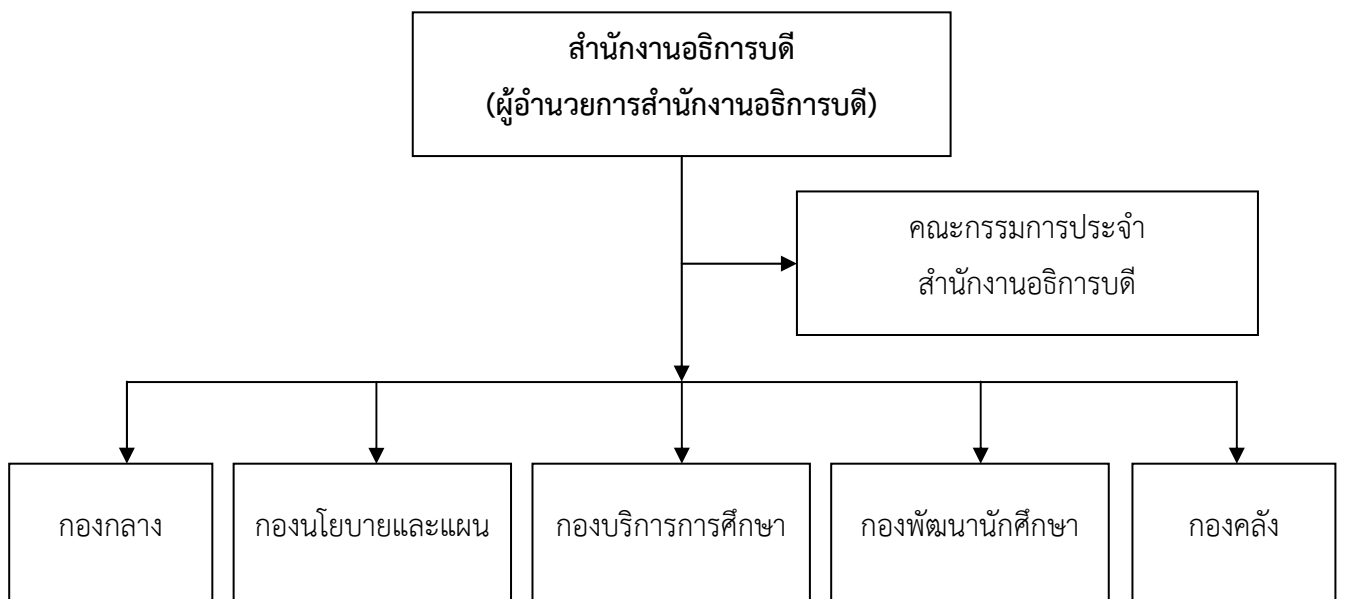 สำนักงานอธิการบดี
(ผู้อำนวยการสำนักงานอธิการบดี)
คณะกรรมการประจำ
สำนักงานอธิการบดี
กองกลาง
กองนโยบายและแผน
กองบริการการศึกษา
กองพัฒนานักศึกษา
กองคลัง